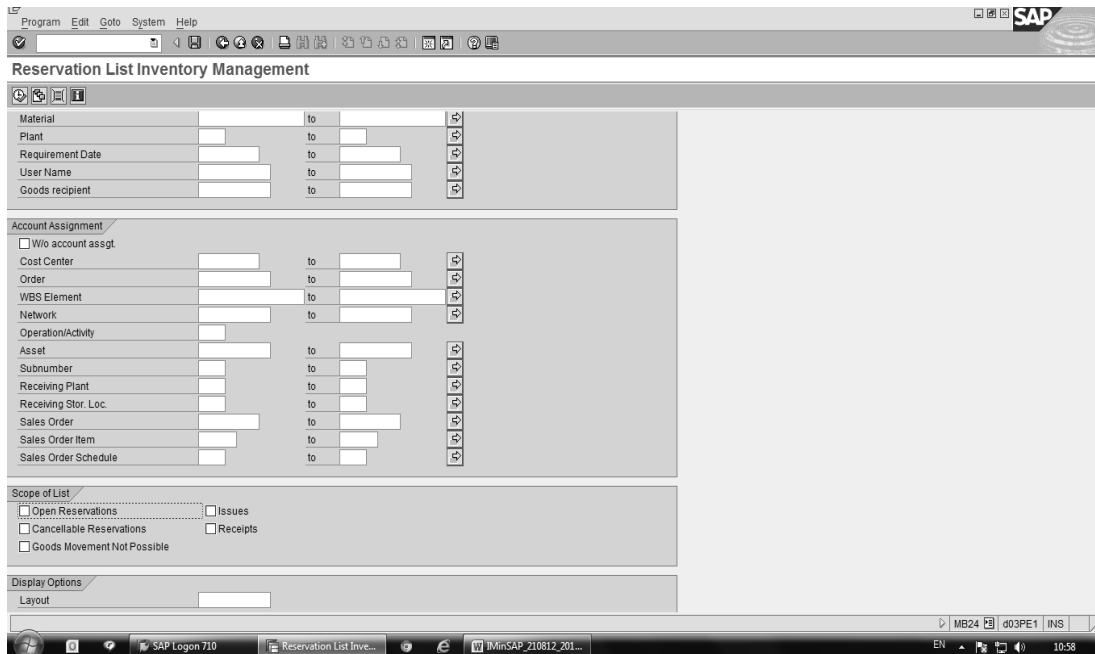 Program Edit Goto System Help
SAP
Reservation List Inventory Management
Material to
Plant to
Requirement Date to
User Name to
Goods recipient to
Account Assignment
W/o account assgt.
Cost Center to
Order to
WBS Element to
Network to
Operation/Activity
Asset to
Subnumber to
Receiving Plant to
Receiving Stor. Loc. to
Sales Order to
Sales Order Item to
Sales Order Schedule to
Scope of List
Open Reservations Issues
Cancellable Reservations Receipts
Goods Movement Not Possible
Display Options
Layout
MB24 d03PE1 INS
SAP Logon 710 Reservation List Inve... IMinSAP_210812_201... EN 10:58